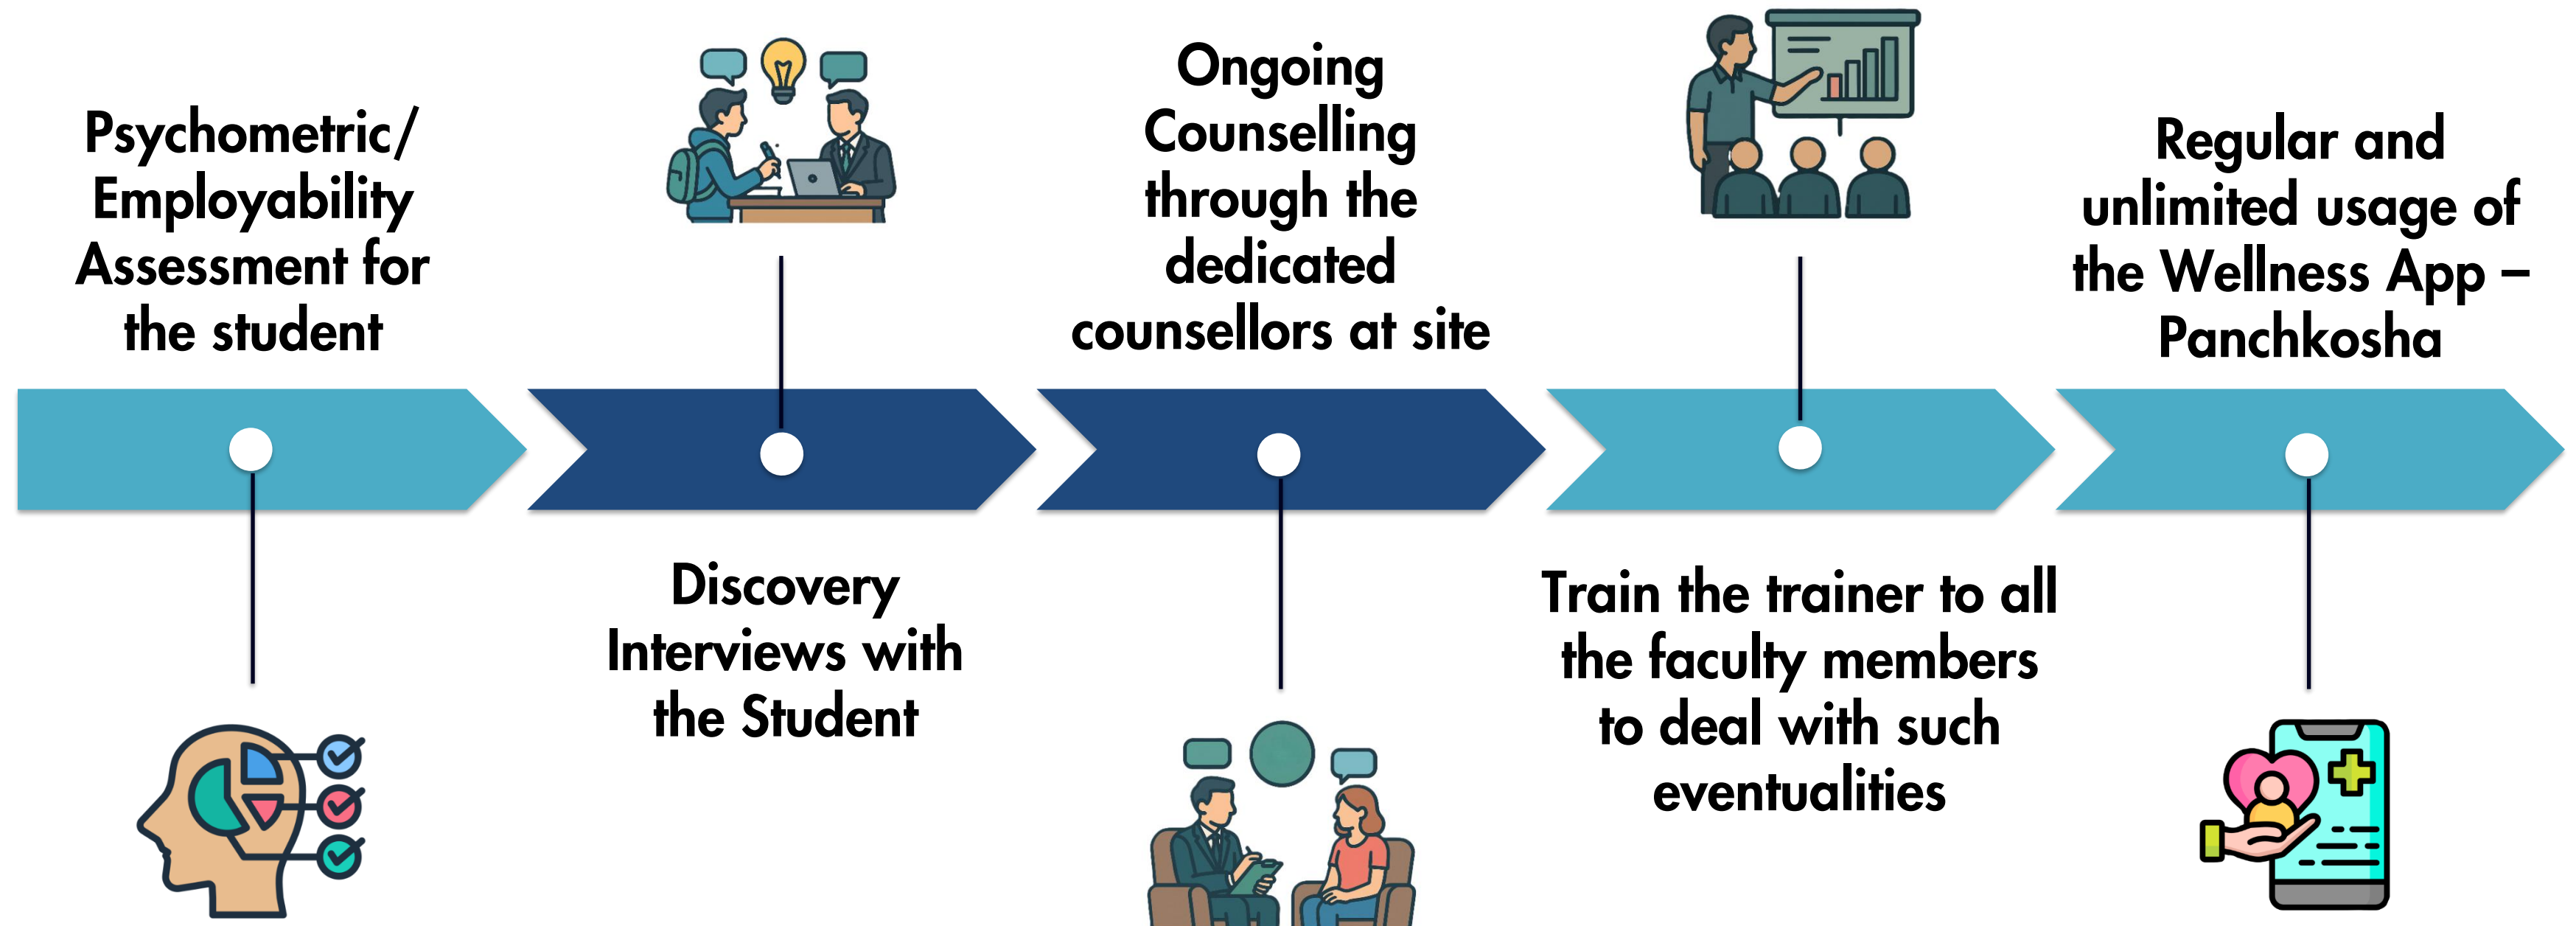 Psychometric/
Employability
Assessment for
the student
Discovery
Interviews with
the Student
Ongoing
Counselling
through the
dedicated
counsellors at site
Train the trainer to all
the faculty members
to deal with such
eventualities
Regular and
unlimited usage of
the Wellness App –
Panchkosha